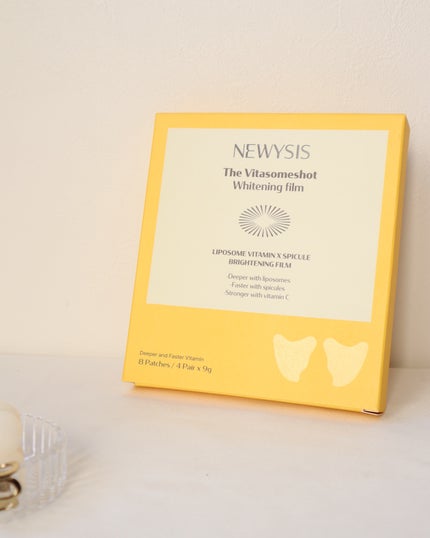 NEWYSIS
The Vitasomeshot
Whitening film
LIPOSOME VITAMIN X SPICULE
BRIGHTENING FILM
·Deeper with liposomes
·Faster with spicules
·Stronger with vitamin C
Deeper and Faster Vitamin
8 Patches / 4 Pair x 9g